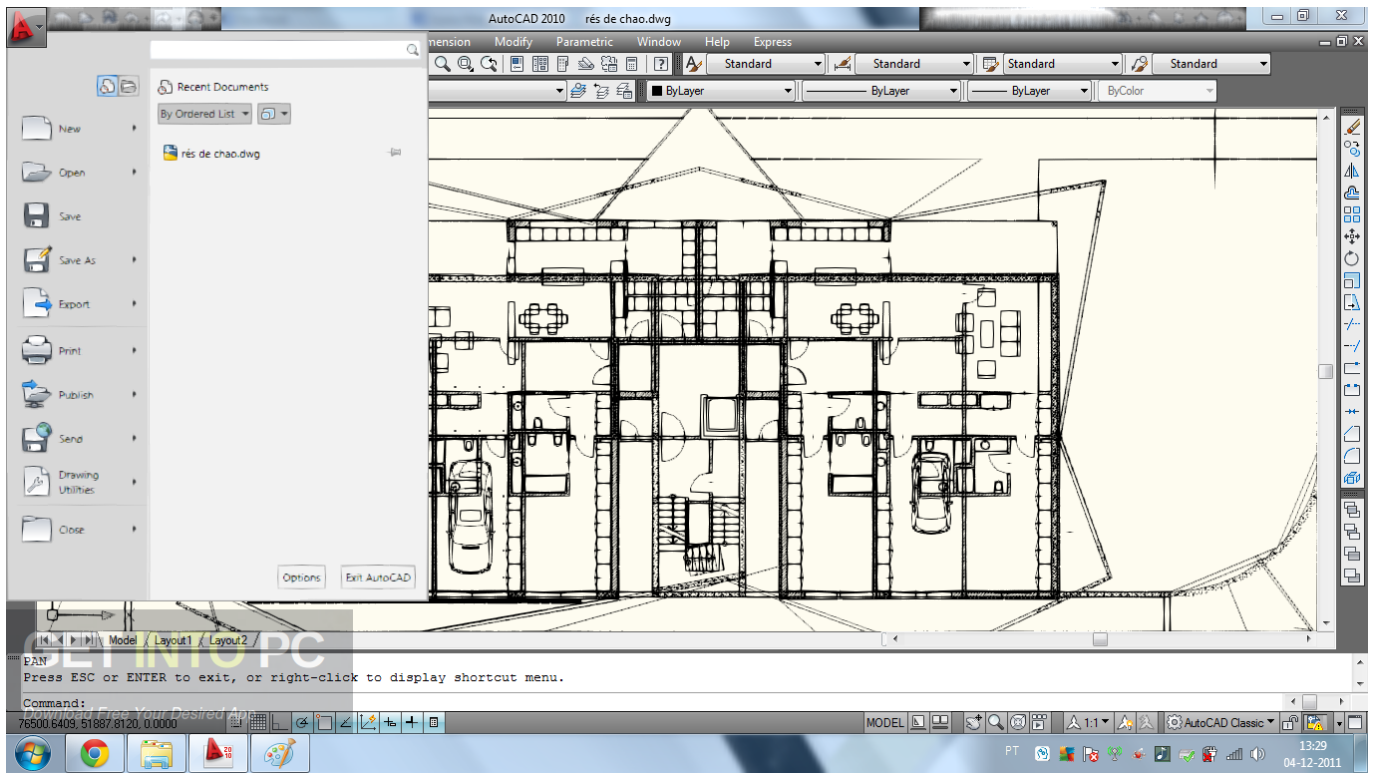 AutoCAD 2010 rés de chao.dwg
mension Modify Parametric Window Help Express
Standard Standard Standard Standard
Recent Documents
ByLayer ByLayer ByLayer ByColor
By Ordered List
New
rés de chao.dwg
Open
Save
Save As
Export
Print
Publish
Send
Drawing
Utilities
Close
Options Exit AutoCAD
Model Layout1 Layout2
GET INTO PC
PAN
Press ESC or ENTER to exit, or right-click to display shortcut menu.
Command:
Download Free Your Desired App
76500.6409, 51887.8120, 0.0000 MODEL 1:1 AutoCAD Classic
PT 13:29
04-12-2011